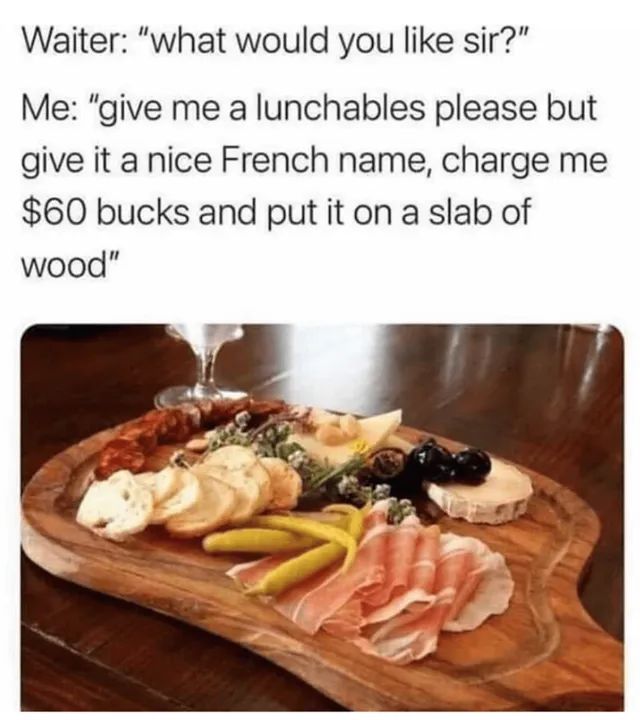 Waiter: "what would you like sir?"
Me: "give me a lunchables please but
give it a nice French name, charge me
$60 bucks and put it on a slab of
wood"